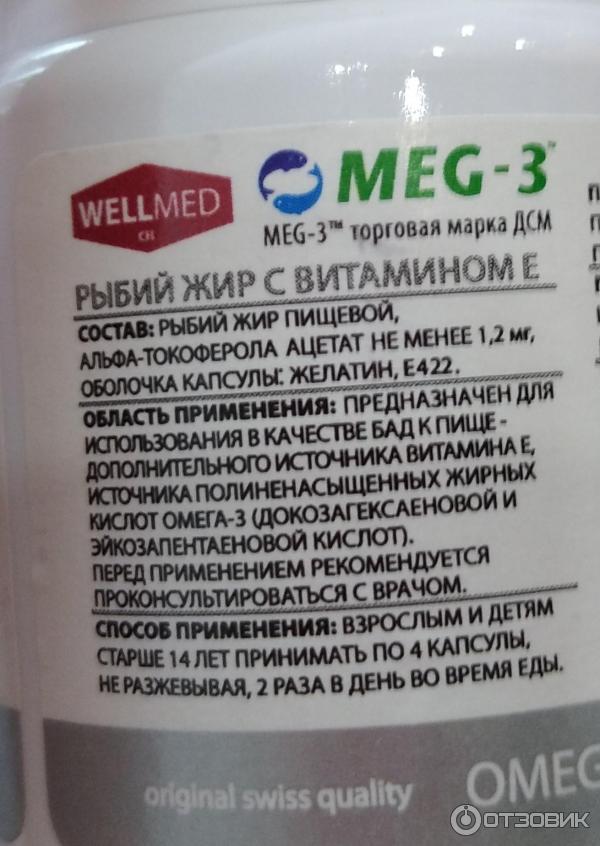 WELLMED
CH
MEG-3™
MEG-3™ торговая марка ДСМ
РЫБИЙ ЖИР С ВИТАМИНОМ Е
СОСТАВ: РЫБИЙ ЖИР ПИЩЕВОЙ,
АЛЬФА-ТОКОФЕРОЛА АЦЕТАТ НЕ МЕНЕЕ 1,2 мг,
ОБОЛОЧКА КАПСУЛЫ: ЖЕЛАТИН, Е422.
ОБЛАСТЬ ПРИМЕНЕНИЯ: ПРЕДНАЗНАЧЕН ДЛЯ
ИСПОЛЬЗОВАНИЯ В КАЧЕСТВЕ БАД К ПИЩЕ -
ДОПОЛНИТЕЛЬНОГО ИСТОЧНИКА ВИТАМИНА Е,
ИСТОЧНИКА ПОЛИНЕНАСЫЩЕННЫХ ЖИРНЫХ
КИСЛОТ ОМЕГА-3 (ДОКОЗАГЕКСАЕНОВОЙ И
ЭЙКОЗАПЕНТАЕНОВОЙ КИСЛОТ).
ПЕРЕД ПРИМЕНЕНИЕМ РЕКОМЕНДУЕТСЯ
ПРОКОНСУЛЬТИРОВАТЬСЯ С ВРАЧОМ.
СПОСОБ ПРИМЕНЕНИЯ: ВЗРОСЛЫМ И ДЕТЯМ
СТАРШЕ 14 ЛЕТ ПРИНИМАТЬ ПО 4 КАПСУЛЫ,
НЕ РАЗЖЕВЫВАЯ, 2 РАЗА В ДЕНЬ ВО ВРЕМЯ ЕДЫ.
original swiss quality
OMEG
ОТЗОВИК